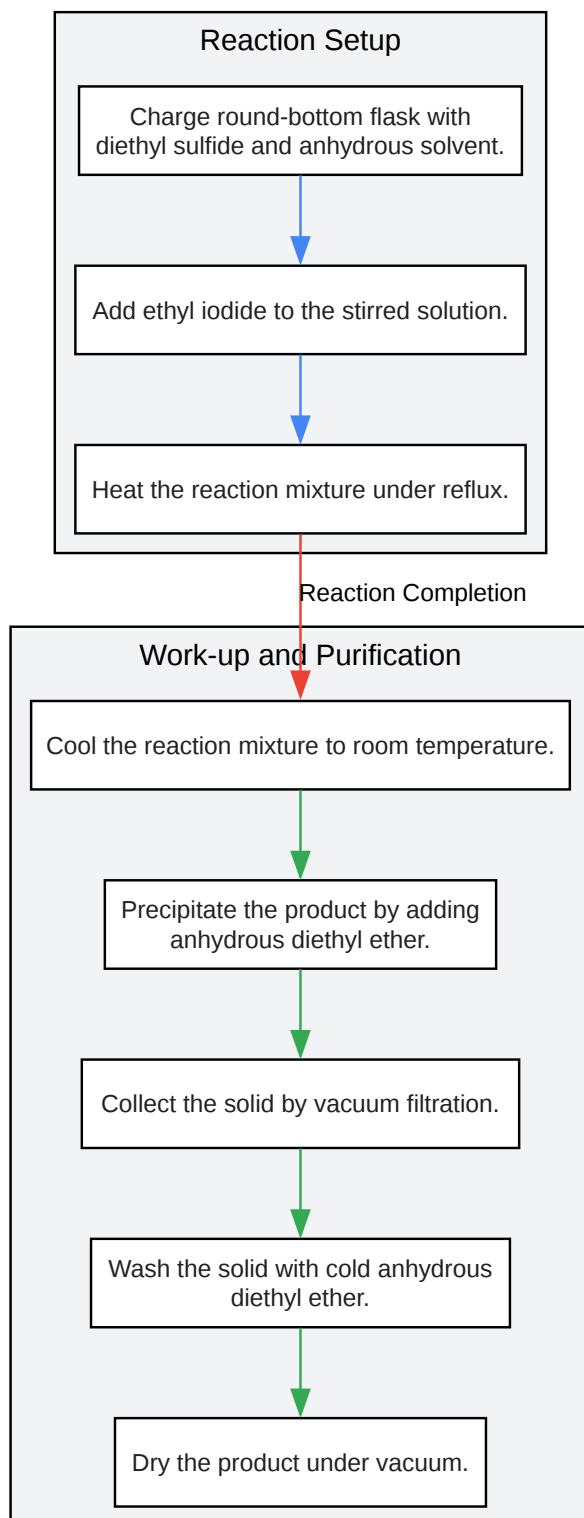 Reaction Setup
Charge round-bottom flask with
diethyl sulfide and anhydrous solvent.
Add ethyl iodide to the stirred solution.
Heat the reaction mixture under reflux.
Reaction Completion
Work-up and Purification
Cool the reaction mixture to room temperature.
Precipitate the product by adding
anhydrous diethyl ether.
Collect the solid by vacuum filtration.
Wash the solid with cold anhydrous
diethyl ether.
Dry the product under vacuum.